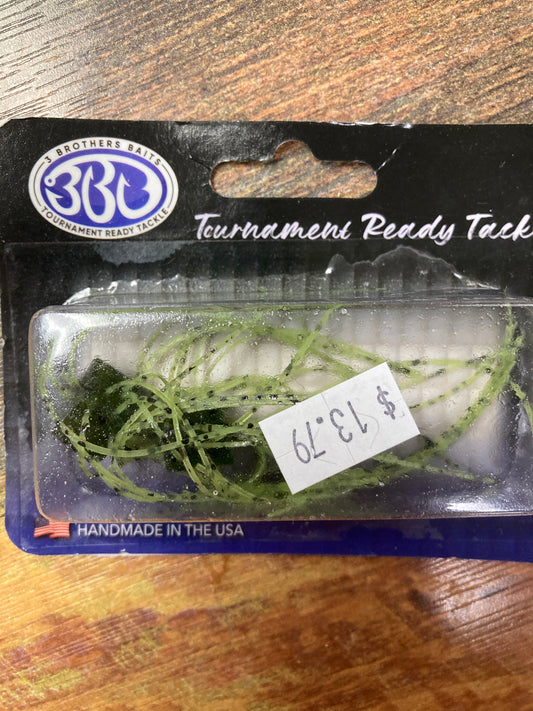 3 BROTHERS BAITS
3BB
TOURNAMENT READY TACKLE
Tournament Ready Tack
$ 13.79
HANDMADE IN THE USA